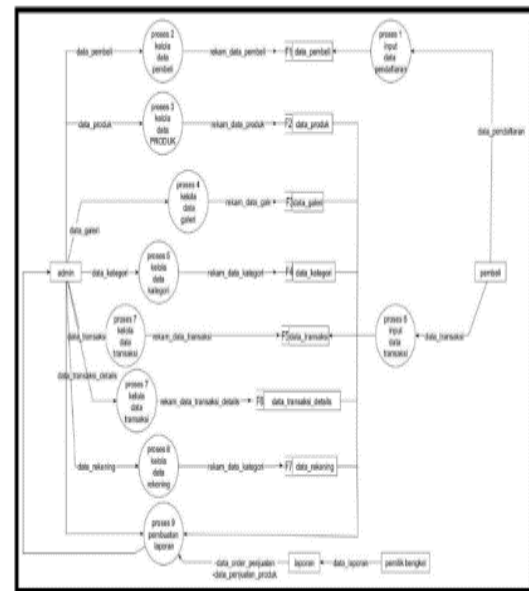 data_pembeli
proses 2
kelola
data
pembeli
rekam_data_pembeli
F1 data_pembeli
proses 1
input
data
pendaftaran
data_pendaftaran
data_produk
proses 3
kelola
data
PRODUK
rekam_data_produk
F2 data_produk
data_galeri
proses 4
kelola
data
galeri
rekam_data_gale
F3 data_galeri
admin
data_kategori
proses 5
kelola
data
kategori
rekam_data_kategori
F4 data_kategori
pembeli
data_transaksi
proses 7
kelola
data
transaksi
rekam_data_transaksi
F5 data_transaksi
proses 6
input
data
transaksi
data_transaksi
data_transaksi_details
proses 7
kelola
data
transaksi
rekam_data_transaksi_details
F6 data_transaksi_details
data_rekening
proses 8
kelola
data
rekening
rekam_data_kategori
F7 data_rekening
proses 9
pembuatan
laporan
-data_order_penjualan
-data_penjualan_produk
laporan
data_laporan
pemilik bengkel